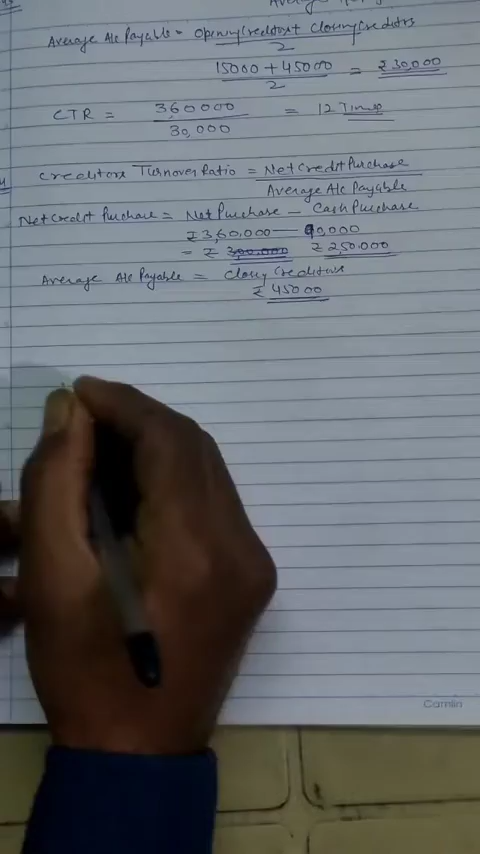 Average A/c Payable = Opening Creditors + Closing Creditors
2
15000 + 45000 = ₹30,000
2
CTR = 360000 = 12 Times
30,000
Creditors Turnover Ratio = Net Credit Purchase
Average A/c Payable
Net Credit Purchase = Net Purchase - Cash Purchase
₹3,60,000 — 90,000
= ₹ ₹2,50,000
Average A/c Payable = Closing Creditors
₹45000
Camlin